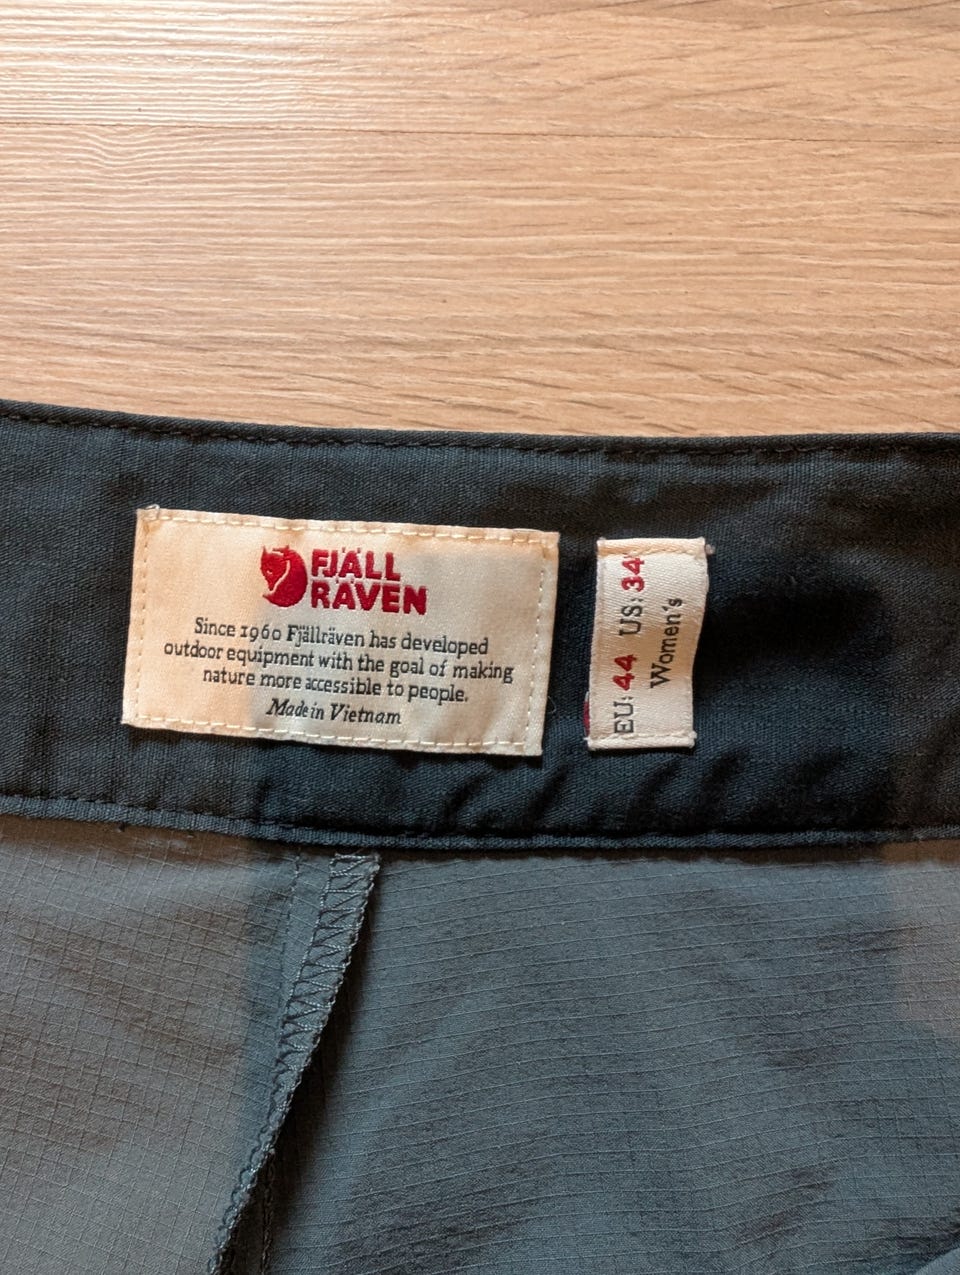 FJÄLL
RÄVEN
Since 1960 Fjällräven has developed
outdoor equipment with the goal of making
nature more accessible to people.
Made in Vietnam
EU: 44 US: 34
Women's